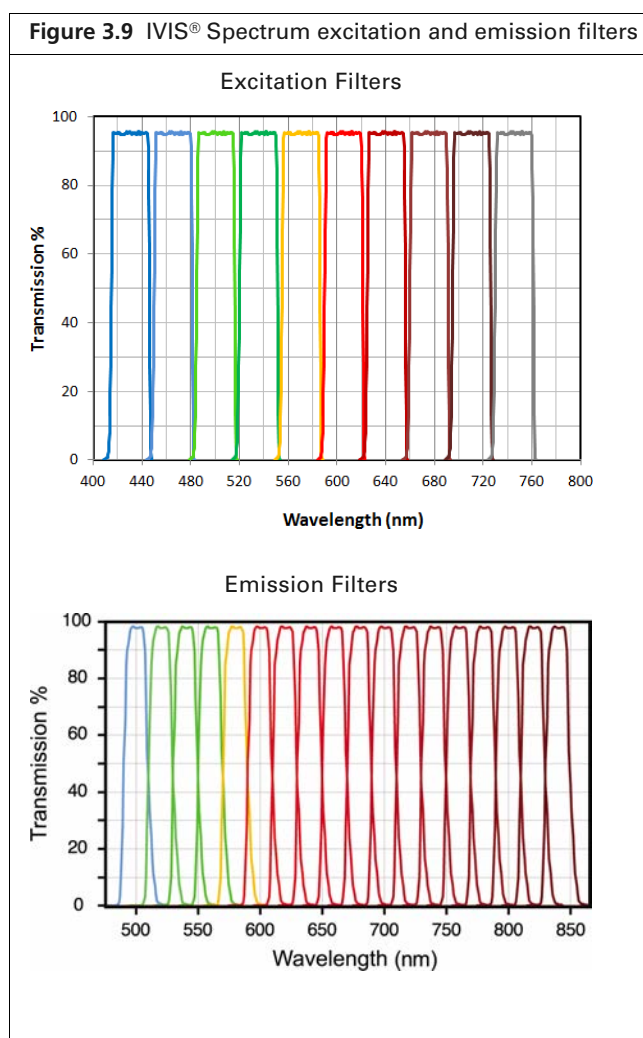 Figure 3.9 IVIS® Spectrum excitation and emission filters
Excitation Filters
100
80
60
40
20
0
Transmission %
400 440 480 520 560 600 640 680 720 760 800
Wavelength (nm)
Emission Filters
100
80
60
40
20
0
Transmission %
500 550 600 650 700 750 800 850
Wavelength (nm)